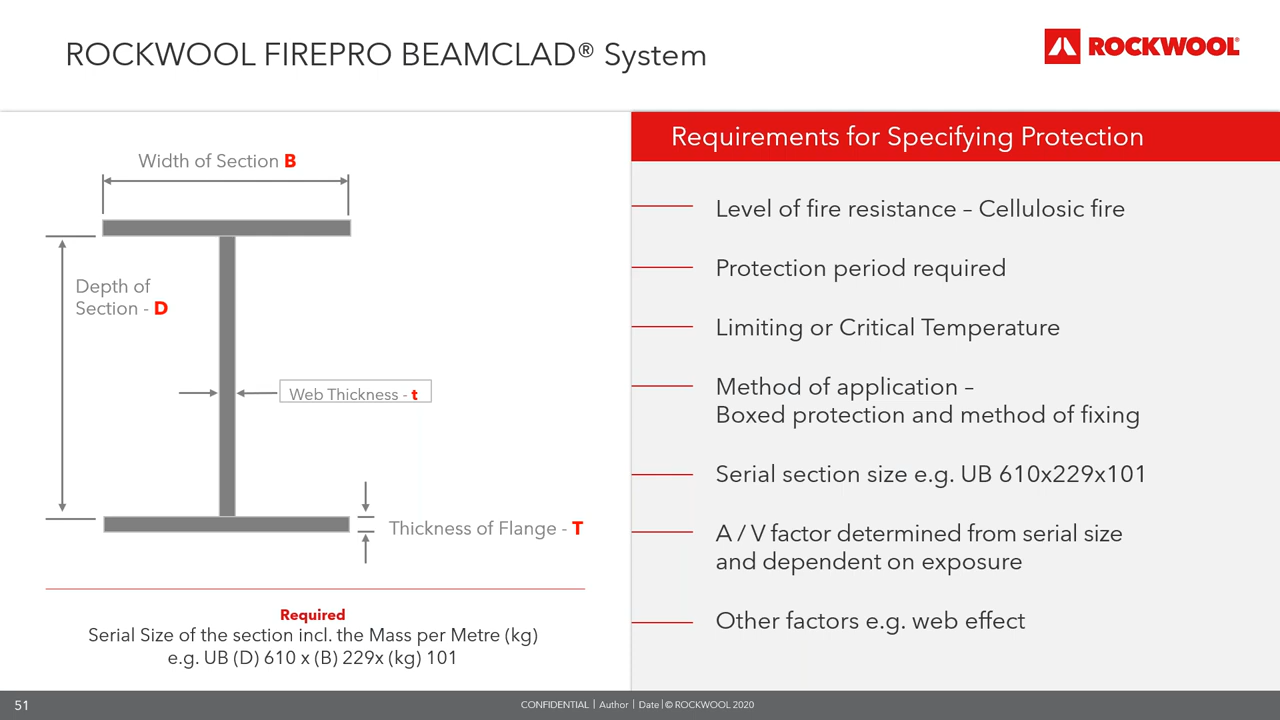 ROCKWOOL FIREPRO BEAMCLAD® System
ROCKWOOL®
Width of Section B
Depth of
Section - D
Web Thickness - t
Thickness of Flange - T
Required
Serial Size of the section incl. the Mass per Metre (kg)
e.g. UB (D) 610 x (B) 229x (kg) 101
Requirements for Specifying Protection
Level of fire resistance – Cellulosic fire
Protection period required
Limiting or Critical Temperature
Method of application –
Boxed protection and method of fixing
Serial section size e.g. UB 610x229x101
A / V factor determined from serial size
and dependent on exposure
Other factors e.g. web effect
51
CONFIDENTIAL | Author | Date | © ROCKWOOL 2020